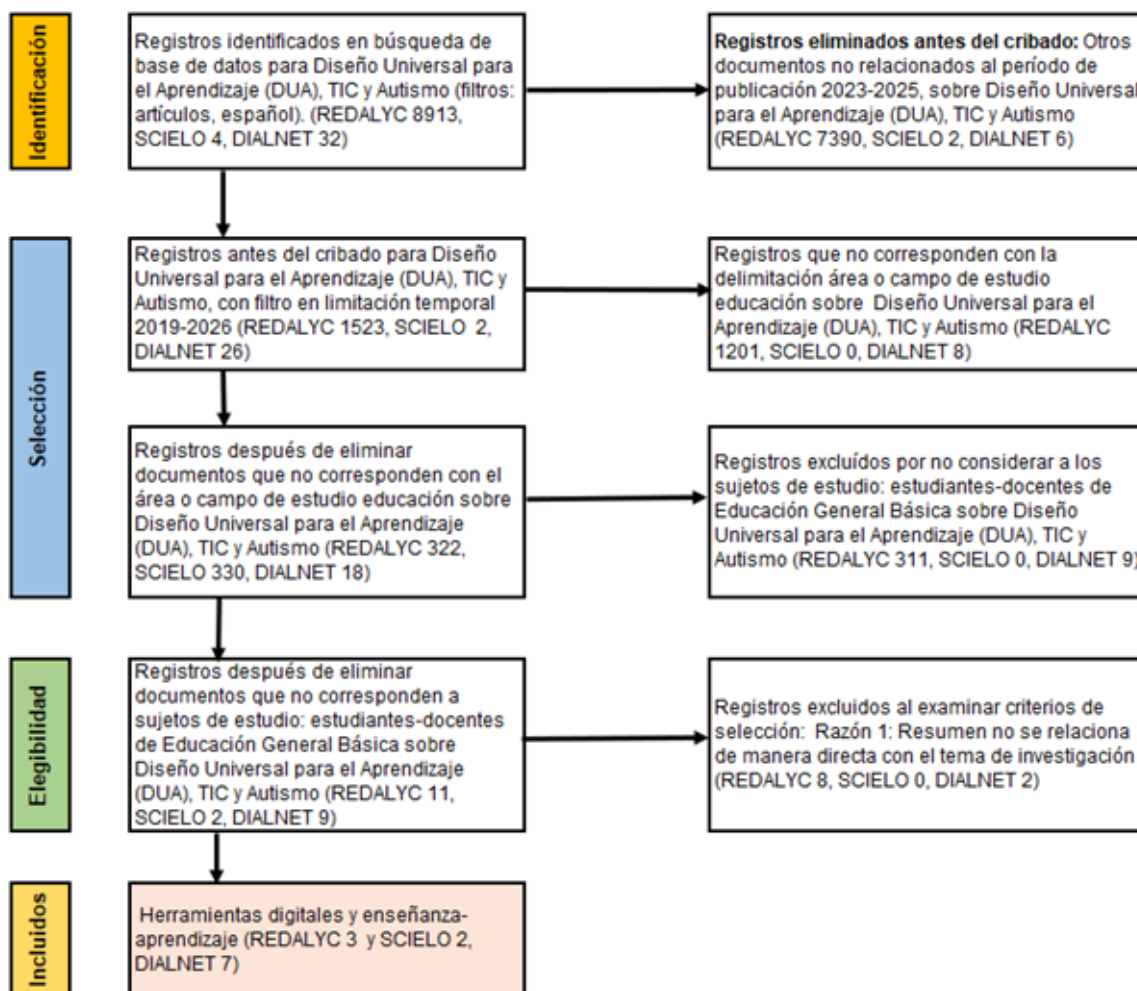 Identificación
Registros identificados en búsqueda de
base de datos para Diseño Universal para
el Aprendizaje (DUA), TIC y Autismo (filtros:
artículos, español). (REDALYC 8913,
SCIELO 4, DIALNET 32)
Registros eliminados antes del cribado: Otros
documentos no relacionados al período de
publicación 2023-2025, sobre Diseño Universal
para el Aprendizaje (DUA), TIC y Autismo
(REDALYC 7390, SCIELO 2, DIALNET 6)
Selección
Registros antes del cribado para Diseño
Universal para el Aprendizaje (DUA), TIC y
Autismo, con filtro en limitación temporal
2019-2026 (REDALYC 1523, SCIELO 2,
DIALNET 26)
Registros que no corresponden con la
delimitación área o campo de estudio
educación sobre Diseño Universal para el
Aprendizaje (DUA), TIC y Autismo (REDALYC
1201, SCIELO 0, DIALNET 8)
Registros después de eliminar
documentos que no corresponden con el
área o campo de estudio educación sobre
Diseño Universal para el Aprendizaje
(DUA), TIC y Autismo (REDALYC 322,
SCIELO 330, DIALNET 18)
Registros excluídos por no considerar a los
sujetos de estudio: estudiantes-docentes de
Educación General Básica sobre Diseño
Universal para el Aprendizaje (DUA), TIC y
Autismo (REDALYC 311, SCIELO 0, DIALNET 9)
Elegibilidad
Registros después de eliminar
documentos que no corresponden a
sujetos de estudio: estudiantes-docentes
de Educación General Básica sobre
Diseño Universal para el Aprendizaje
(DUA), TIC y Autismo (REDALYC 11,
SCIELO 2, DIALNET 9)
Registros excluidos al examinar criterios de
selección: Razón 1: Resumen no se relaciona
de manera directa con el tema de investigación
(REDALYC 8, SCIELO 0, DIALNET 2)
Incluidos
Herramientas digitales y enseñanza-
aprendizaje (REDALYC 3 y SCIELO 2,
DIALNET 7)